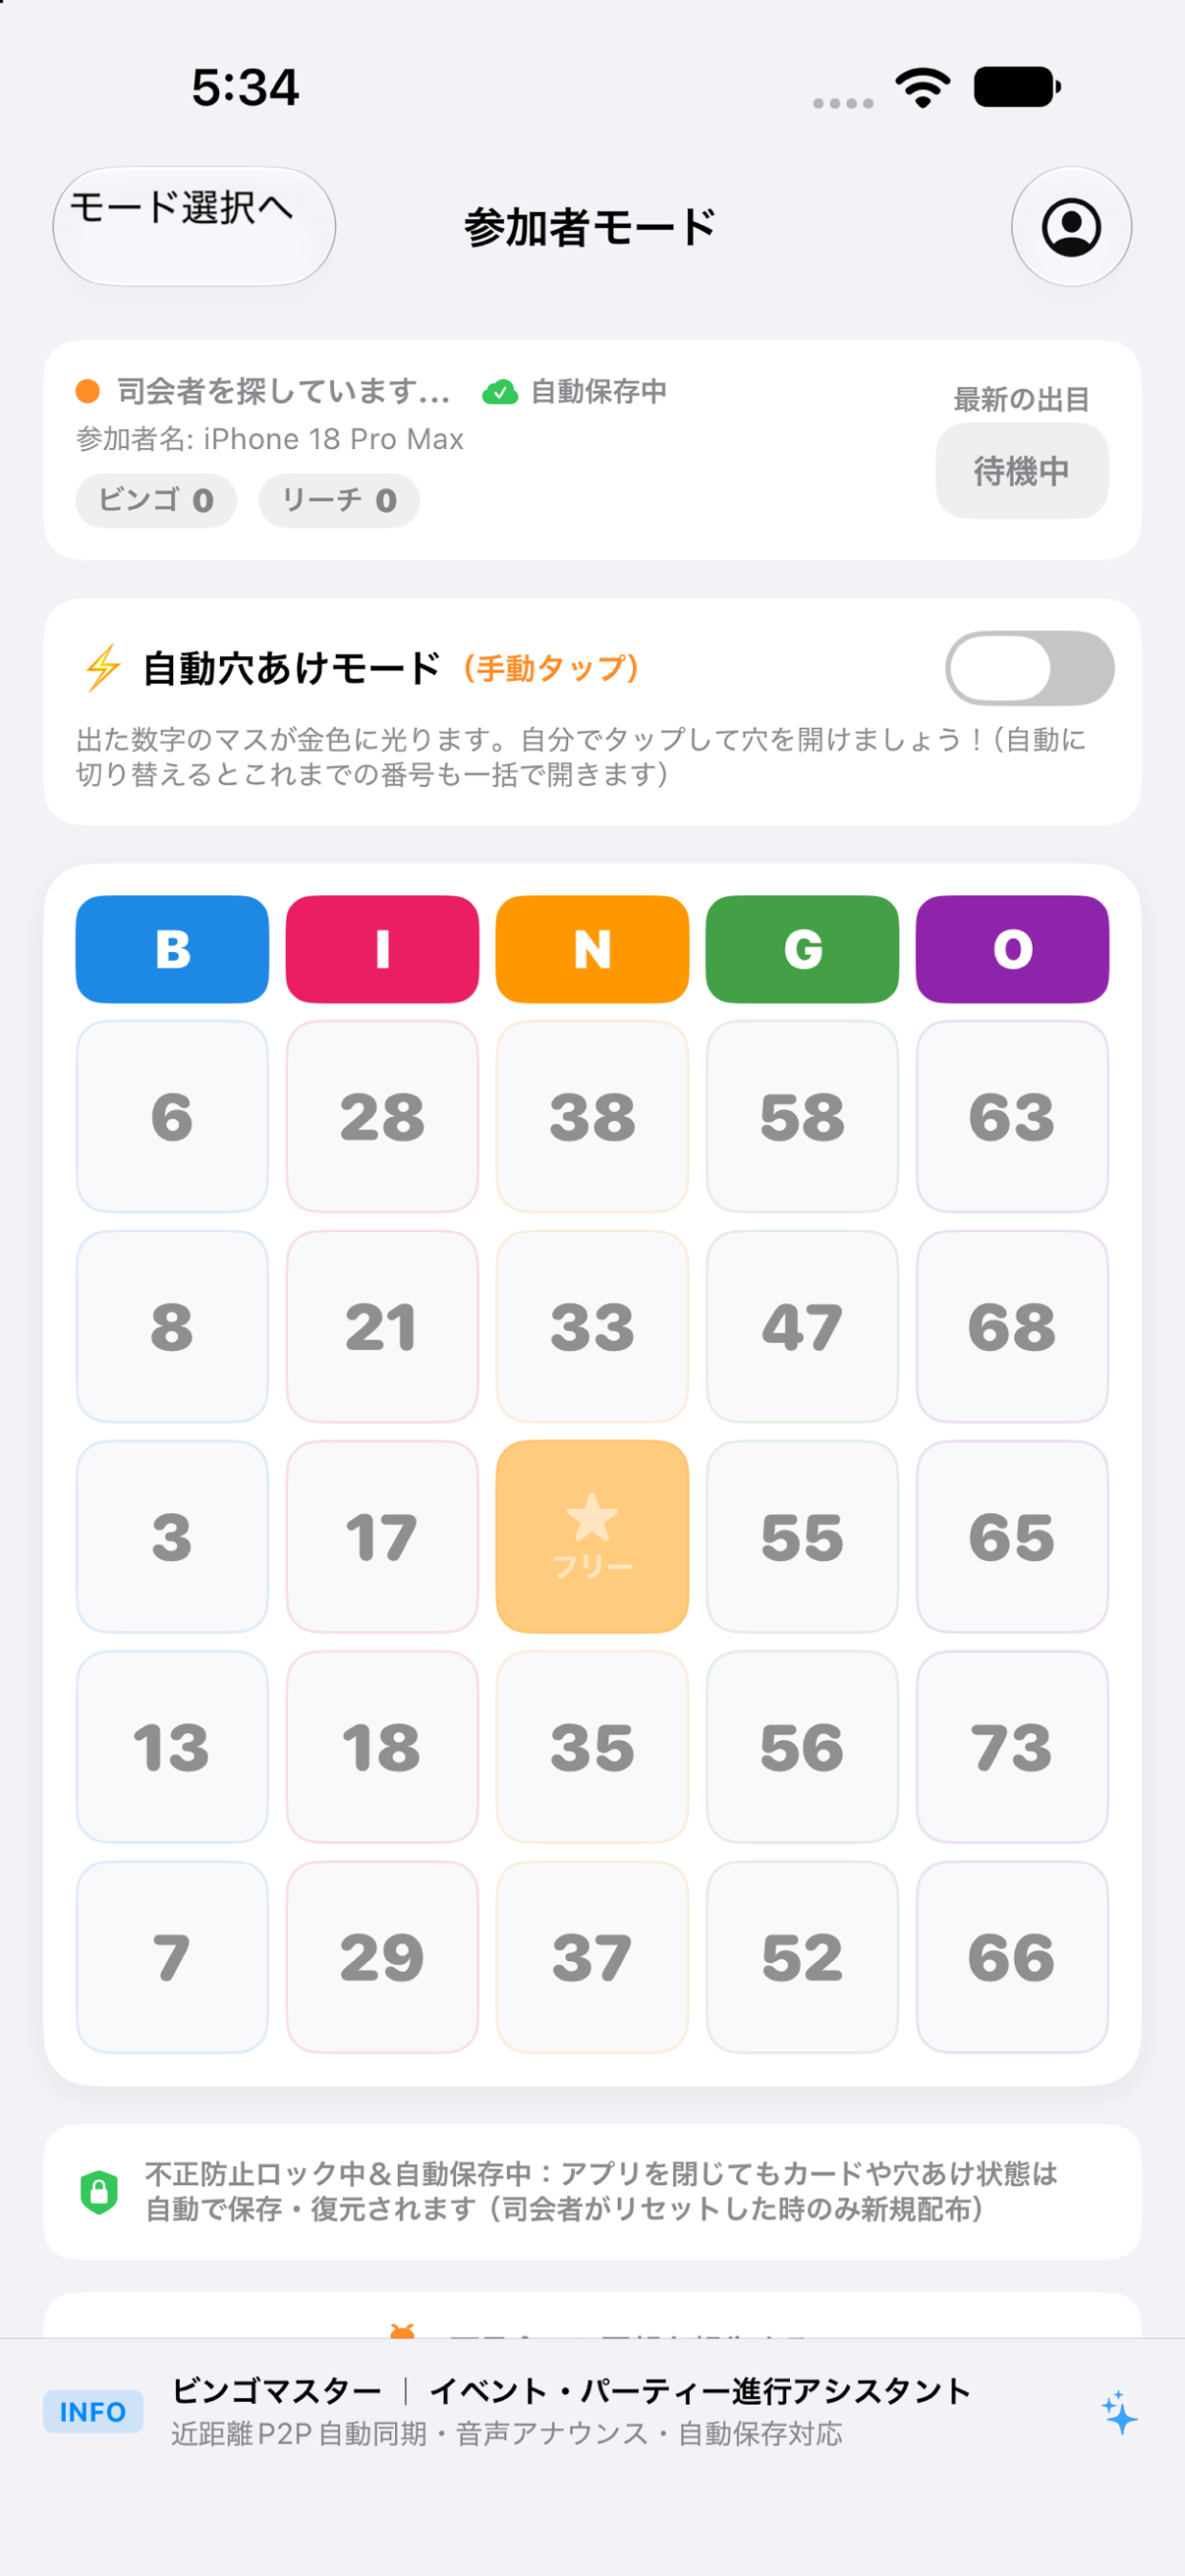 5:34
モード選択へ
参加者モード
司会者を探しています... 自動保存中
参加者名: iPhone 18 Pro Max
ビンゴ 0 リーチ 0
最新の出目
待機中
自動穴あけモード (手動タップ)
出た数字のマスが金色に光ります。自分でタップして穴を開けましょう！（自動に
切り替えるとこれまでの番号も一括で開きます）
B I N G O
6 28 38 58 63
8 21 33 47 68
3 17 フリー 55 65
13 18 35 56 73
7 29 37 52 66
不正防止ロック中＆自動保存中：アプリを閉じてもカードや穴あけ状態は
自動で保存・復元されます（司会者がリセットした時のみ新規配布）
INFO
ビンゴマスター ｜ イベント・パーティー進行アシスタント
近距離P2P自動同期・音声アナウンス・自動保存対応